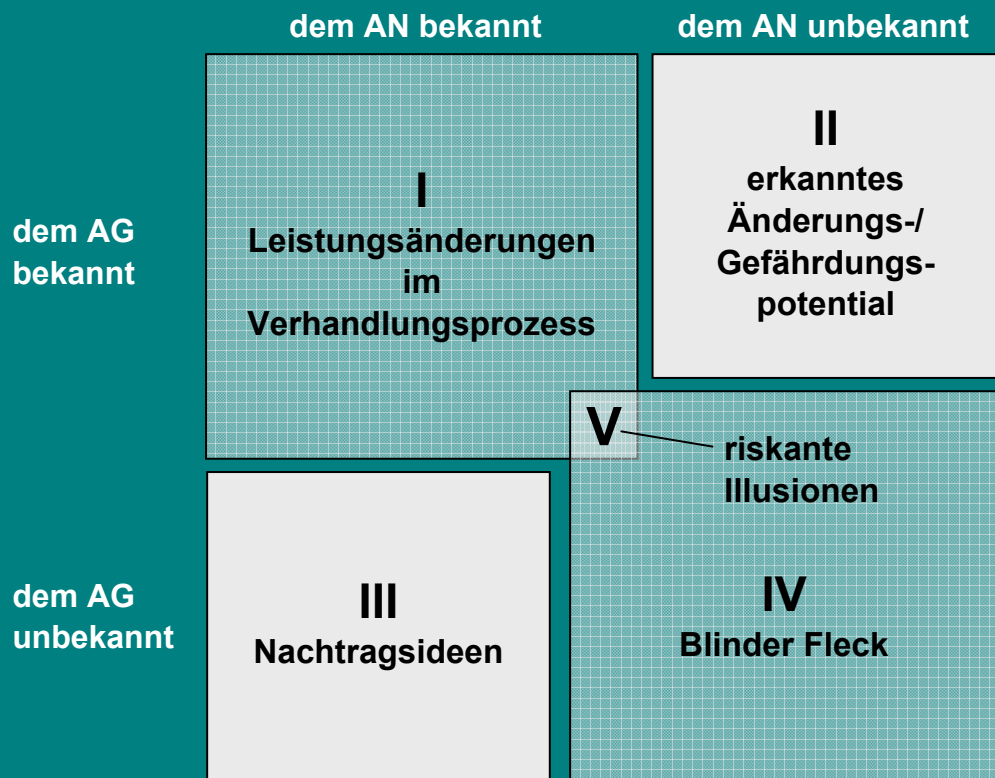 dem AN bekannt
dem AN unbekannt
dem AG
bekannt
I
Leistungsänderungen
im
Verhandlungsprozess
II
erkanntes
Änderungs-/
Gefährdungs-
potential
V
riskante
Illusionen
dem AG
unbekannt
III
Nachtragsideen
IV
Blinder Fleck